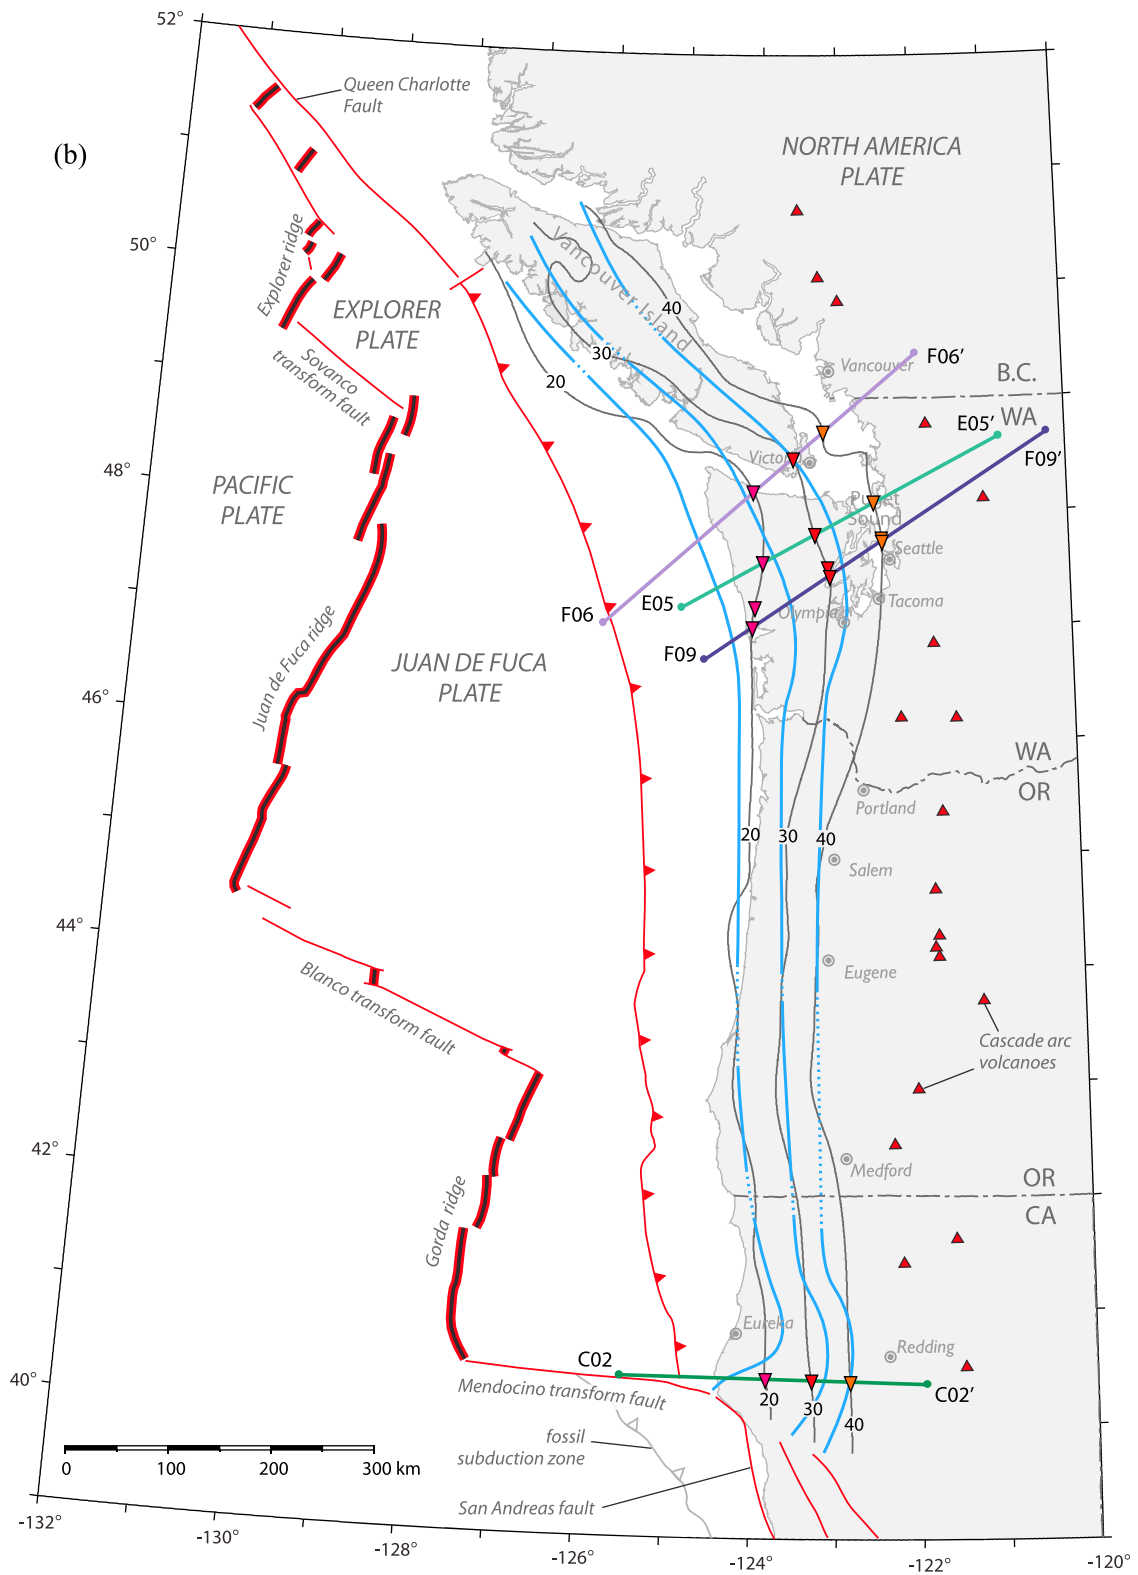 52°
(b)
Queen Charlotte
Fault
NORTH AMERICA
PLATE
50°
Explorer ridge
Vancouver Island
EXPLORER
PLATE
40
30
20
Sovanco
transform fault
Vancouver
F06’
B.C.
WA
E05’
F09’
48°
PACIFIC
PLATE
Victoria
Puget
Sound
Seattle
F06
E05
Olympia
Tacoma
F09
JUAN DE FUCA
PLATE
Juan de Fuca ridge
46°
WA
OR
Portland
20
30
40
Salem
44°
Blanco transform fault
Eugene
Cascade arc
volcanoes
42°
Medford
OR
CA
Gorda ridge
Eureka
Redding
40°
C02
C02’
Mendocino transform fault
20
30
40
fossil
subduction zone
San Andreas fault
0
100
200
300 km
-132°
-130°
-128°
-126°
-124°
-122°
-120°